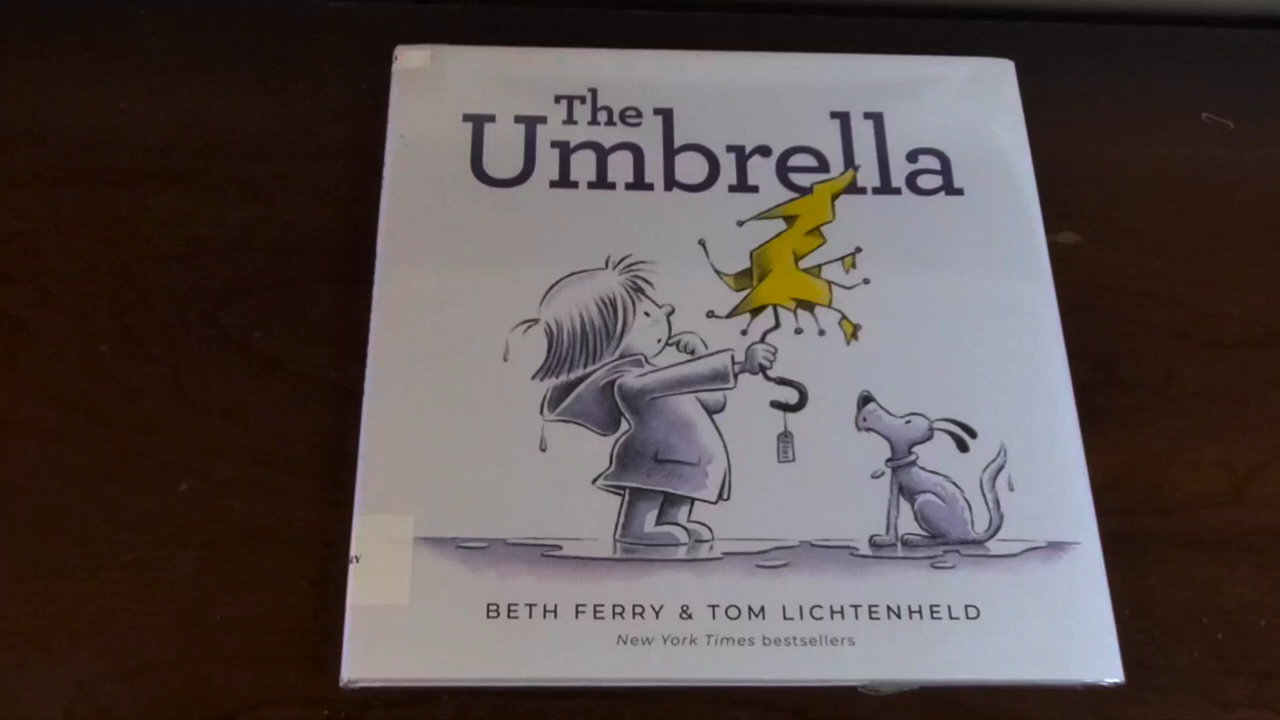 The
Umbrella
BETH FERRY & TOM LICHTENHELD
New York Times bestsellers